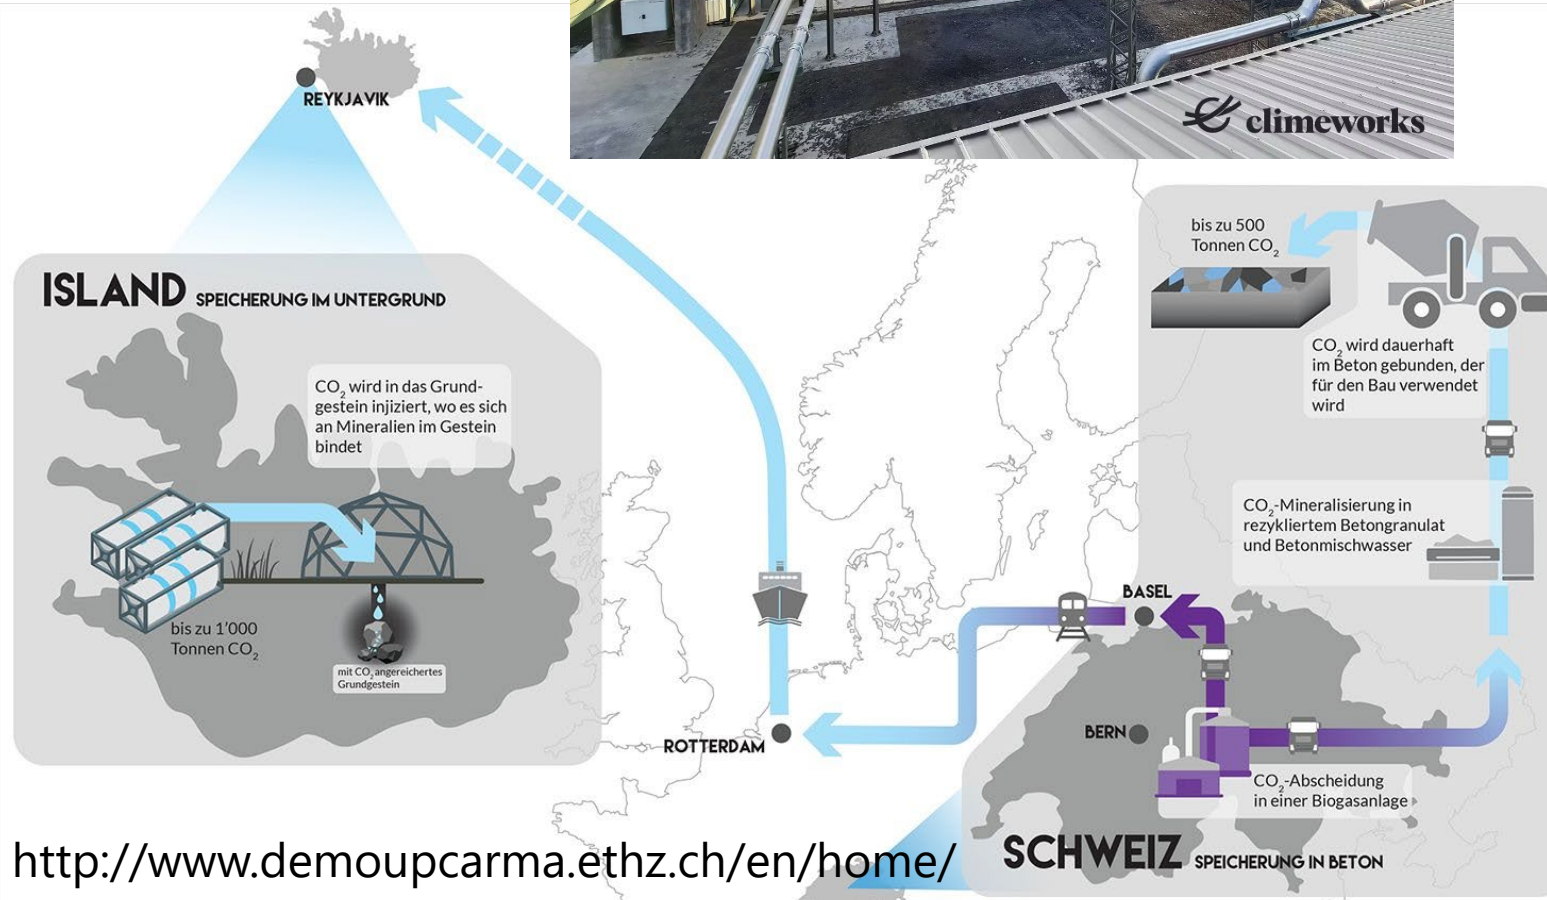 climeworks
REYKJAVIK
ISLAND SPEICHERUNG IM UNTERGRUND
CO₂ wird in das Grund-
gestein injiziert, wo es sich
an Mineralien im Gestein
bindet
bis zu 1'000
Tonnen CO₂
mit CO₂ angereichertes
Grundgestein
ROTTERDAM
bis zu 500
Tonnen CO₂
CO₂ wird dauerhaft
im Beton gebunden, der
für den Bau verwendet
wird
CO₂-Mineralisierung in
rezykliertem Betongranulat
und Betonmischwasser
BASEL
BERN
CO₂-Abscheidung
in einer Biogasanlage
SCHWEIZ SPEICHERUNG IN BETON
http://www.demoupcarma.ethz.ch/en/home/